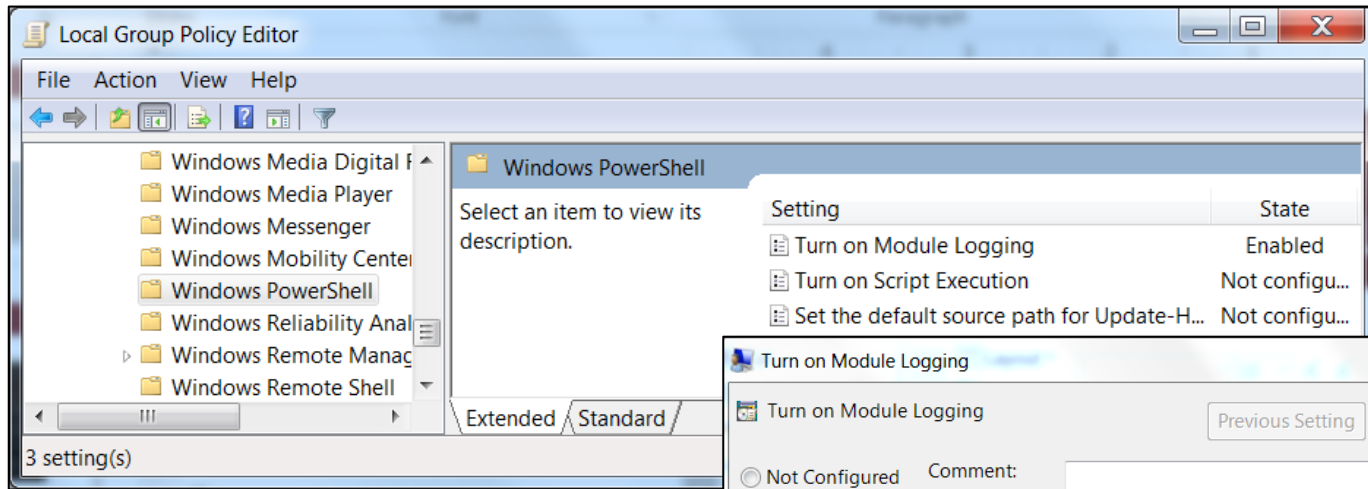 Local Group Policy Editor
File Action View Help
Windows Media Digital
Windows Media Player
Windows Messenger
Windows Mobility Center
Windows PowerShell
Windows Reliability Anal
Windows Remote Manag
Windows Remote Shell
Windows PowerShell
Select an item to view its
description.
Setting State
Turn on Module Logging Enabled
Turn on Script Execution Not configu...
Set the default source path for Update-H... Not configu...
Extended Standard
3 setting(s)
Turn on Module Logging
Turn on Module Logging
Previous Setting
Not Configured Comment: